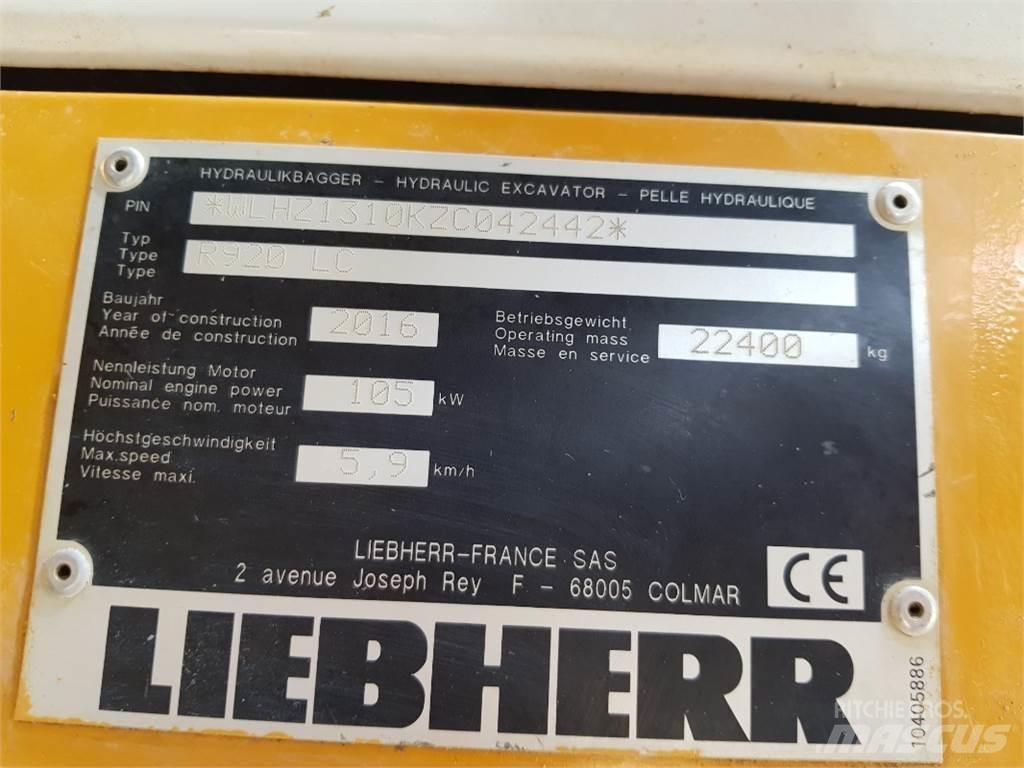 HYDRAULIKBAGGER – HYDRAULIC EXCAVATOR – PELLE HYDRAULIQUE
PIN *WLHZ1310KZC042442*
Typ
Type R920 LC
Type
Baujahr
Year of construction 2016
Année de construction
Betriebsgewicht
Operating mass 22400 kg
Masse en service
Nennleistung Motor
Nominal engine power 105 kW
Puissance nom. moteur
Höchstgeschwindigkeit
Max.speed 5,9 km/h
Vitesse maxi.
LIEBHERR–FRANCE SAS
2 avenue Joseph Rey F – 68005 COLMAR
CE
LIEBHERR
10405886
RITCHIE BROS.
MASCUS